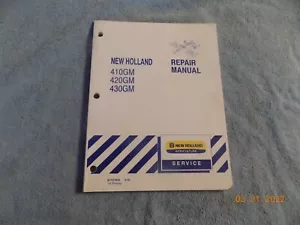 NEW HOLLAND
REPAIR
MANUAL
410GM
420GM
430GM
NEW HOLLAND
SERVICE